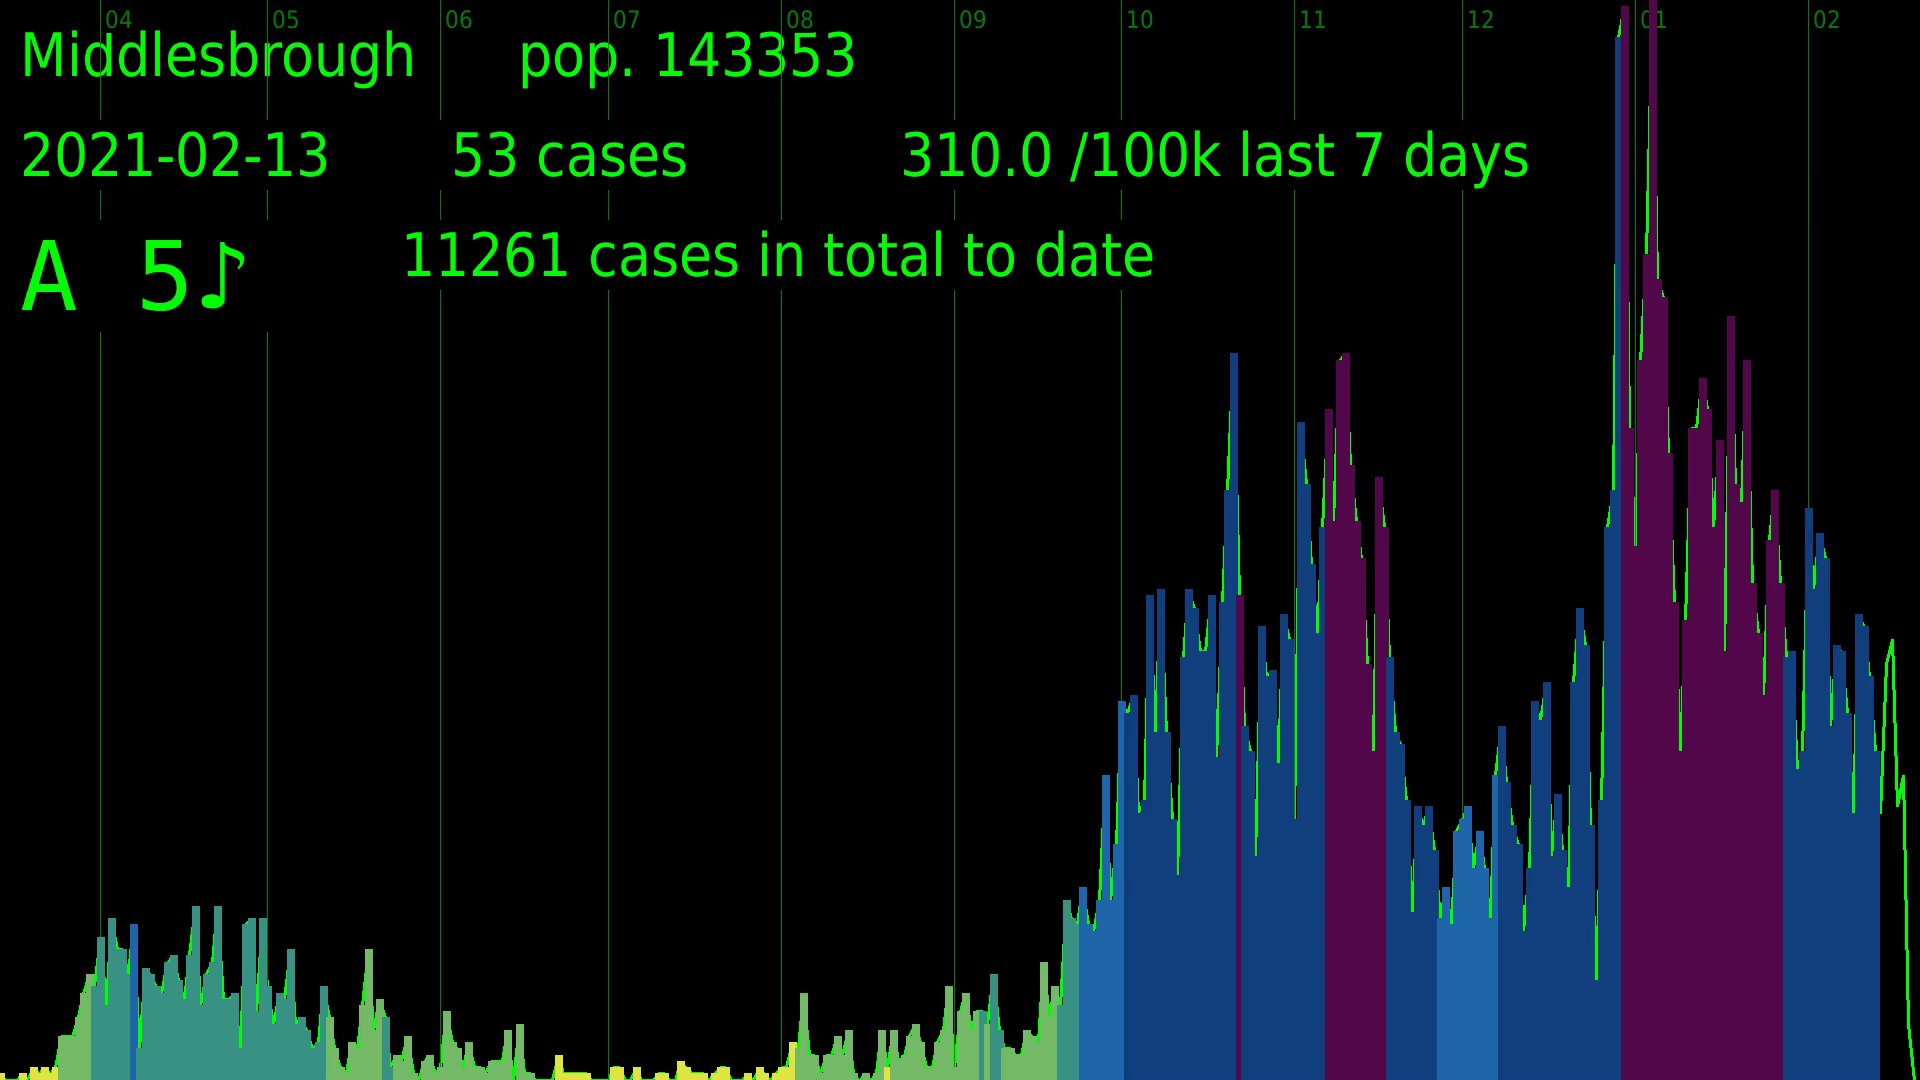 04 05 06 07 08 09 10 11 12 01 02
Middlesbrough pop. 143353
2021-02-13 53 cases 310.0 /100k last 7 days
A 5♪ 11261 cases in total to date